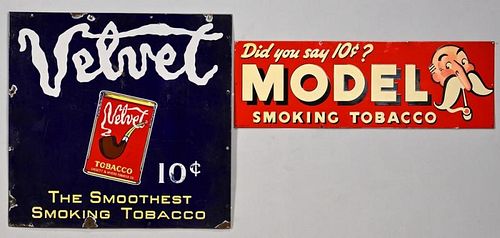 Velvet
Velvet
TOBACCO
10¢
THE SMOOTHEST
SMOKING TOBACCO
Did you say 10¢?
MODEL
SMOKING TOBACCO